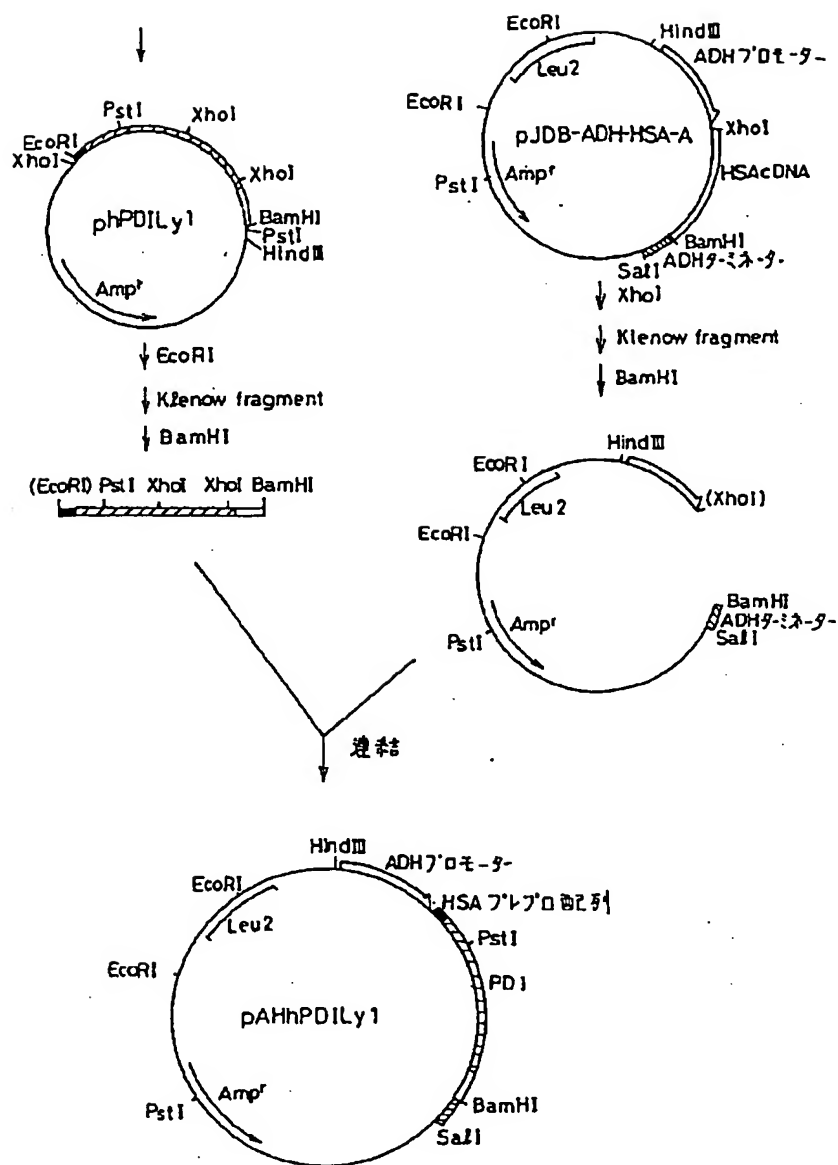 EcoRI
Leu2
HindⅢ
ADHプロモーター
EcoRI
pJDB-ADH-HSA-A
XhoI
HSAcDNA
PstI
Ampʳ
BamHI
ADHターミネーター
SalI
PstI
XhoI
EcoRI
XhoI
XhoI
phPDILy1
BamHI
PstI
HindⅢ
Ampʳ
XhoI
Klenow fragment
BamHI
EcoRI
Klenow fragment
BamHI
(EcoRI) PstI XhoI XhoI BamHI
HindⅢ
EcoRI
Leu2
(XhoI)
EcoRI
BamHI
ADHターミネーター
SalI
PstI
Ampʳ
連結
HindⅢ
ADHプロモーター
EcoRI
HSAプレプロ配列
Leu2
PstI
EcoRI
PDI
pAHhPDILy1
PstI
Ampʳ
BamHI
SalI